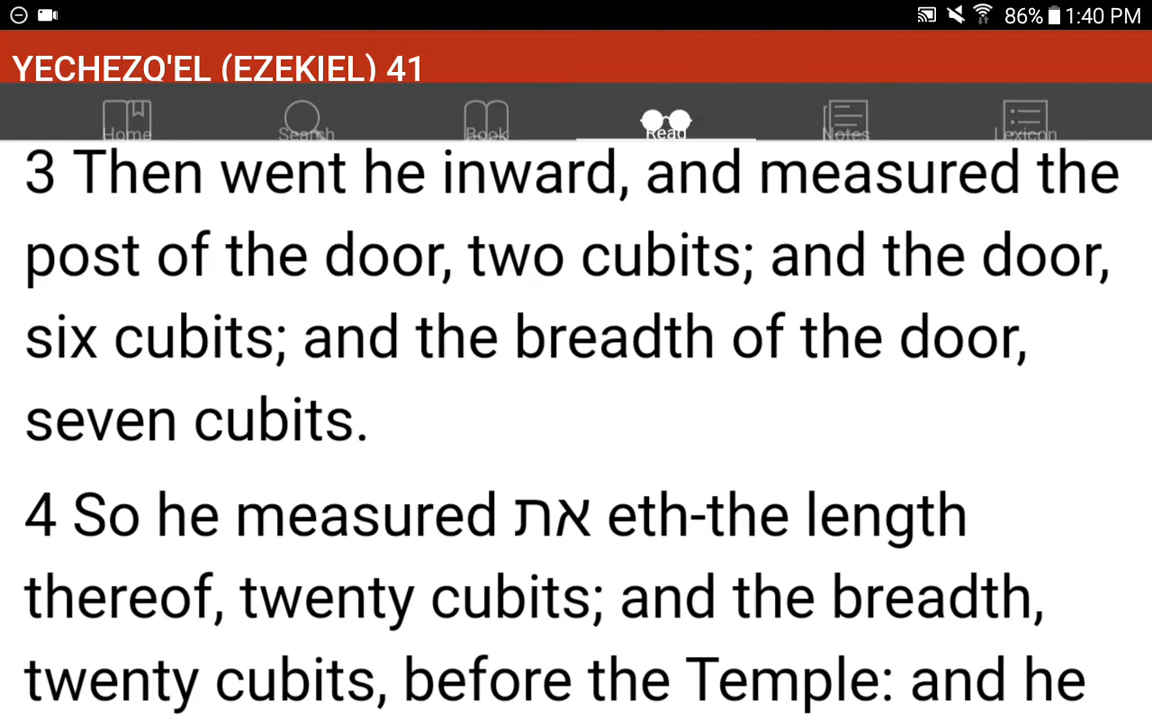 86% 1:40 PM
YECHEZQ'EL (EZEKIEL) 41
Home Search Book Read Notes Lexicon
3 Then went he inward, and measured the
post of the door, two cubits; and the door,
six cubits; and the breadth of the door,
seven cubits.
4 So he measured את eth-the length
thereof, twenty cubits; and the breadth,
twenty cubits, before the Temple: and he